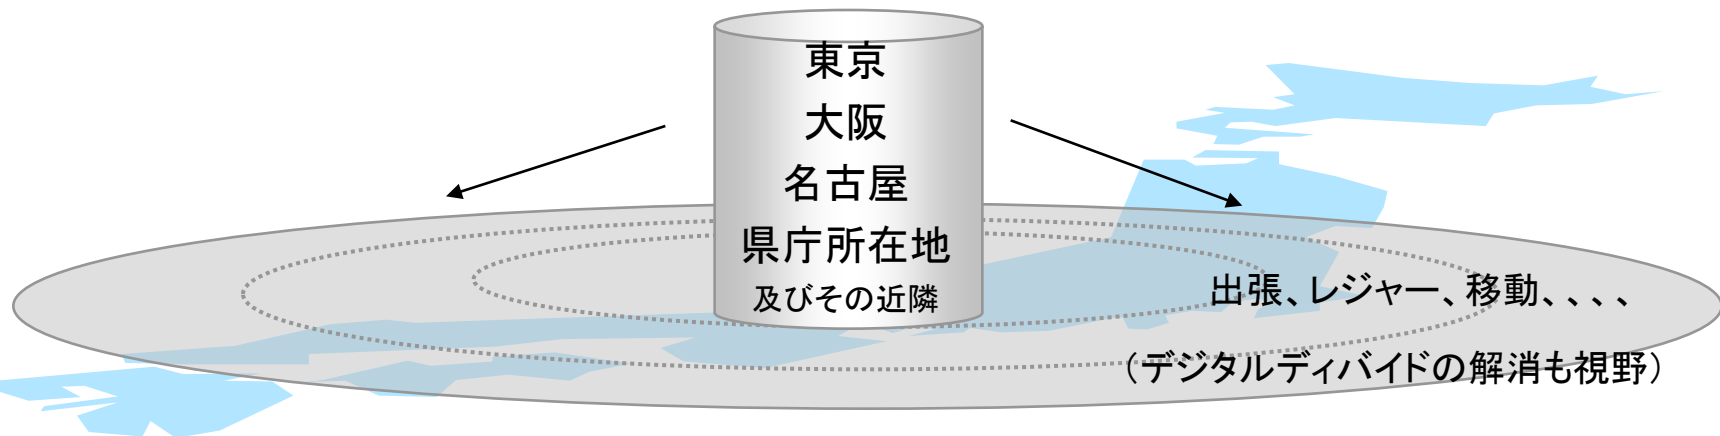 東京
大阪
名古屋
県庁所在地
及びその近隣
出張、レジャー、移動、、、、
（デジタルディバイドの解消も視野）